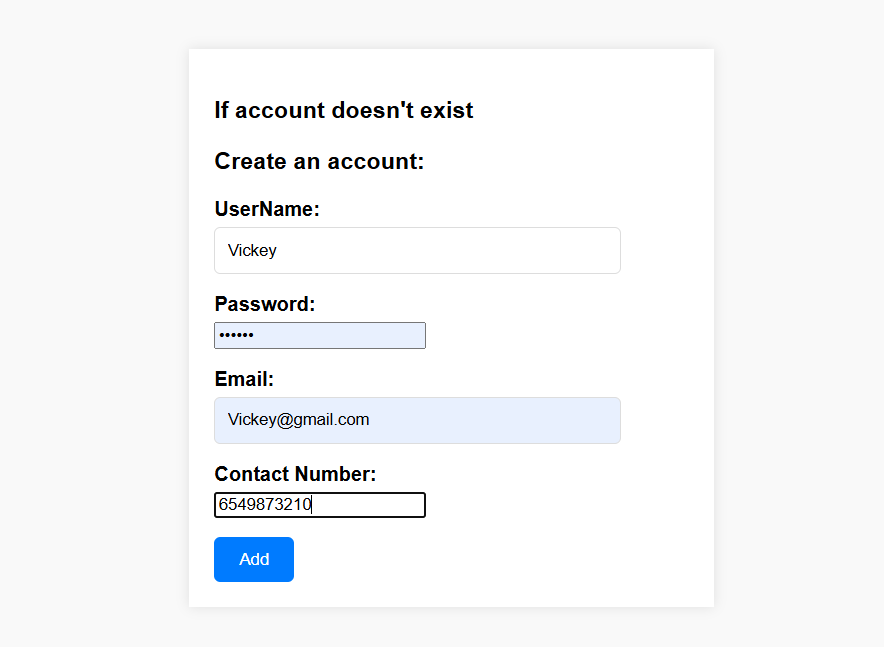 If account doesn't exist
Create an account:
UserName:
Vickey
Password:
••••••
Email:
Vickey@gmail.com
Contact Number:
6549873210
Add